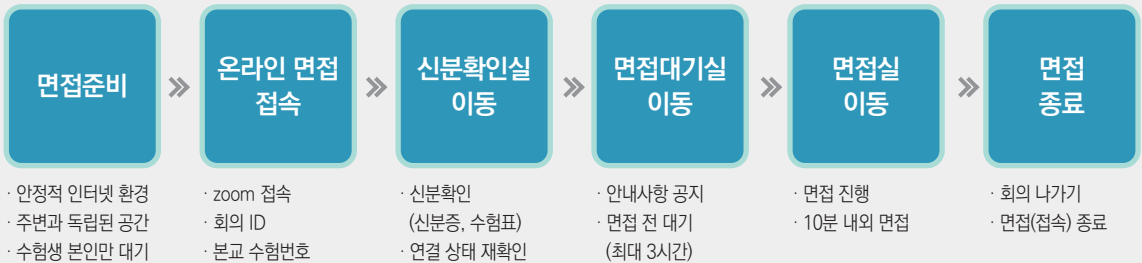 면접준비
온라인 면접
접속
신분확인실
이동
면접대기실
이동
면접실
이동
면접
종료
· 안정적 인터넷 환경
· 주변과 독립된 공간
· 수험생 본인만 대기
· zoom 접속
· 회의 ID
· 본교 수험번호
· 신분확인
(신분증, 수험표)
· 연결 상태 재확인
· 안내사항 공지
· 면접 전 대기
(최대 3시간)
· 면접 진행
· 10분 내외 면접
· 회의 나가기
· 면접(접속) 종료